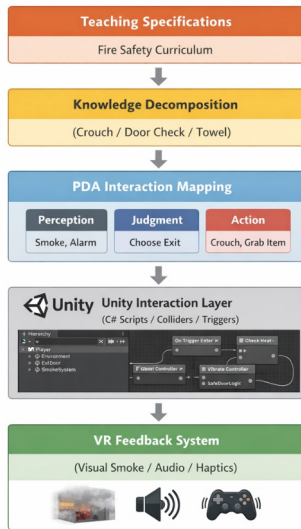 Teaching Specifications
Fire Safety Curriculum
Knowledge Decomposition
(Crouch / Door Check / Towel)
PDA Interaction Mapping
Perception
Judgment
Action
Smoke, Alarm
Choose Exit
Crouch, Grab Item
Unity Unity Interaction Layer
(C# Scripts / Colliders / Triggers)
Hierarchy
Player
Environment
ExitDoor
SmokeSystem
On Trigger Enter
Check Heat
Controller
Vibrate Controller
SafeDoorLogic
VR Feedback System
(Visual Smoke / Audio / Haptics)